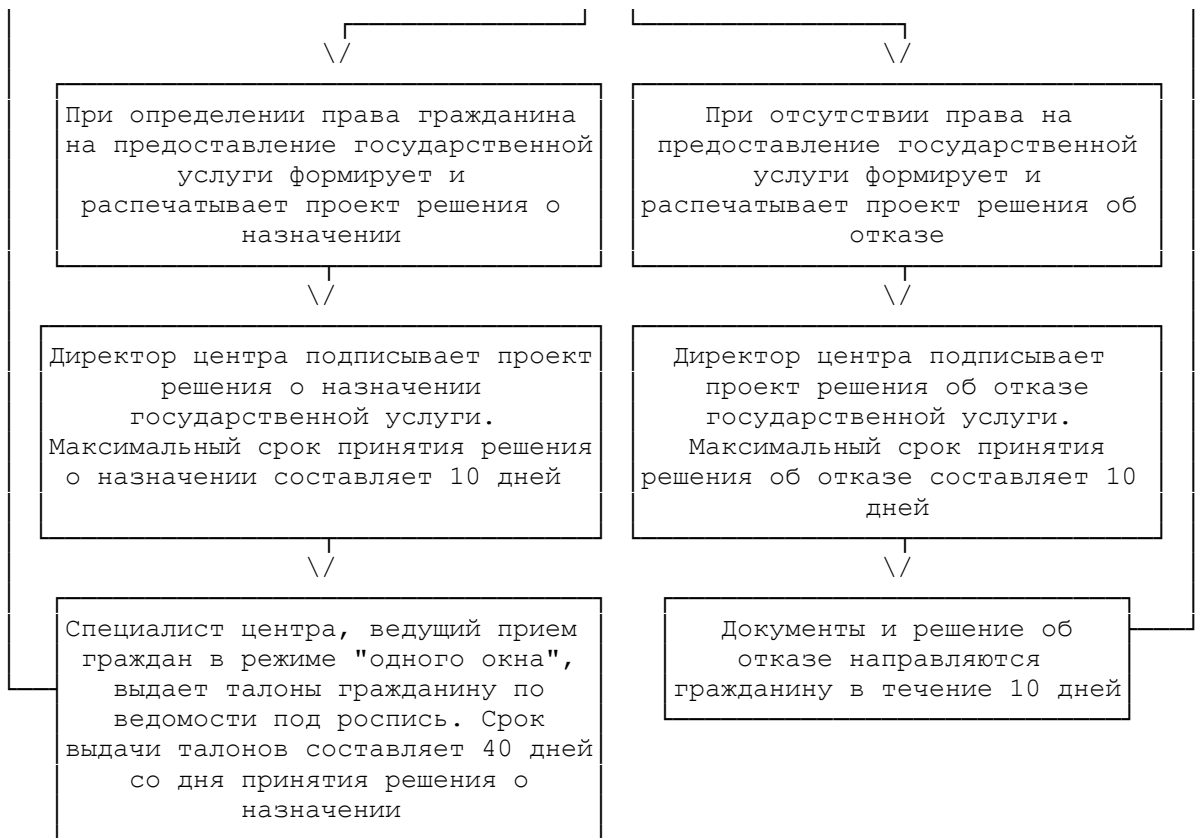 При определении права гражданина
на предоставление государственной
услуги формирует и
распечатывает проект решения о
назначении
При отсутствии права на
предоставление государственной
услуги формирует и
распечатывает проект решения об
отказе
Директор центра подписывает проект
решения о назначении
государственной услуги.
Максимальный срок принятия решения
о назначении составляет 10 дней
Директор центра подписывает
проект решения об отказе
государственной услуги.
Максимальный срок принятия
решения об отказе составляет 10
дней
Специалист центра, ведущий прием
граждан в режиме "одного окна",
выдает талоны гражданину по
ведомости под роспись. Срок
выдачи талонов составляет 40 дней
со дня принятия решения о
назначении
Документы и решение об
отказе направляются
гражданину в течение 10 дней